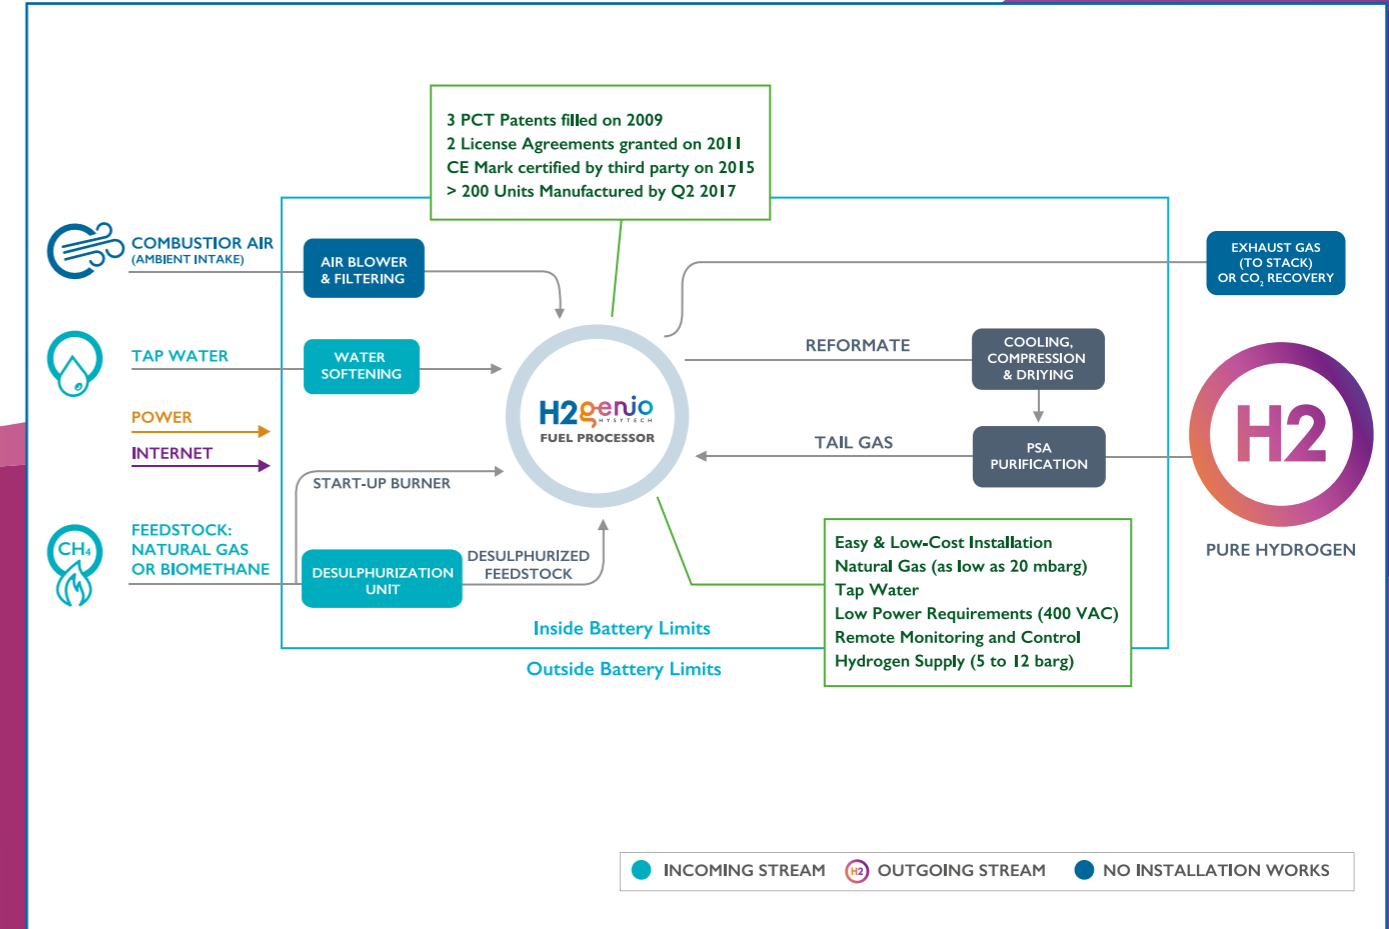 3 PCT Patents filled on 2009
2 License Agreements granted on 2011
CE Mark certified by third party on 2015
> 200 Units Manufactured by Q2 2017
COMBUSTIOR AIR
(AMBIENT INTAKE)
AIR BLOWER
& FILTERING
EXHAUST GAS
(TO STACK)
OR CO₂ RECOVERY
TAP WATER
WATER
SOFTENING
REFORMATE
COOLING,
COMPRESSION
& DRIYING
POWER
INTERNET
H2genio
HYSYTECH
FUEL PROCESSOR
TAIL GAS
PSA
PURIFICATION
H2
PURE HYDROGEN
START-UP BURNER
CH₄
FEEDSTOCK:
NATURAL GAS
OR BIOMETHANE
DESULPHURIZATION
UNIT
DESULPHURIZED
FEEDSTOCK
Easy & Low-Cost Installation
Natural Gas (as low as 20 mbarg)
Tap Water
Low Power Requirements (400 VAC)
Remote Monitoring and Control
Hydrogen Supply (5 to 12 barg)
Inside Battery Limits
Outside Battery Limits
INCOMING STREAM H2 OUTGOING STREAM NO INSTALLATION WORKS